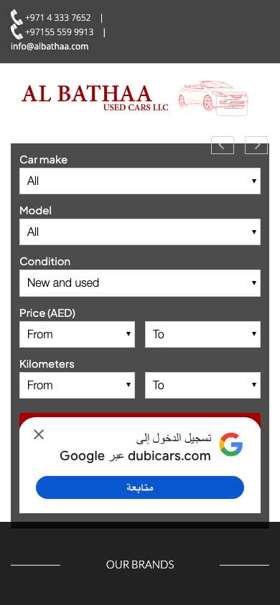 +971 4 333 7652 |
+97155 559 9913 |
info@albathaa.com
AL BATHAA
USED CARS LLC
Car make
All
Model
All
Condition
New and used
Price (AED)
From To
Kilometers
From To
تسجيل الدخول إلى
dubicars.com عبر Google
متابعة
OUR BRANDS